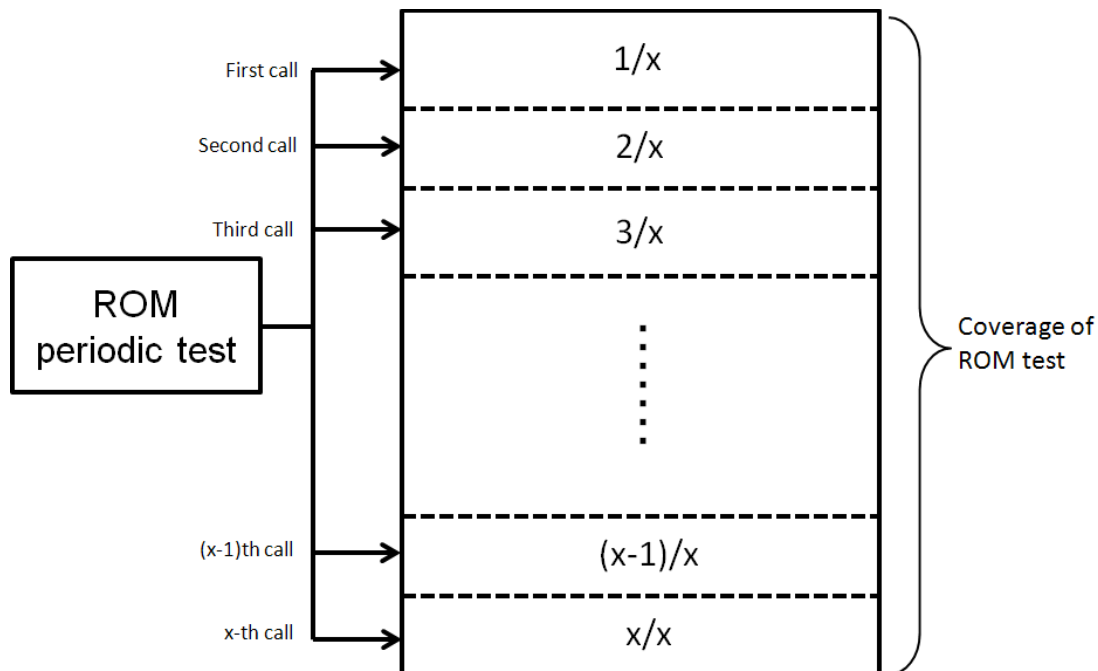 First call
1/x
Second call
2/x
Third call
3/x
ROM
periodic test
Coverage of
ROM test
(x-1)th call
(x-1)/x
x-th call
x/x